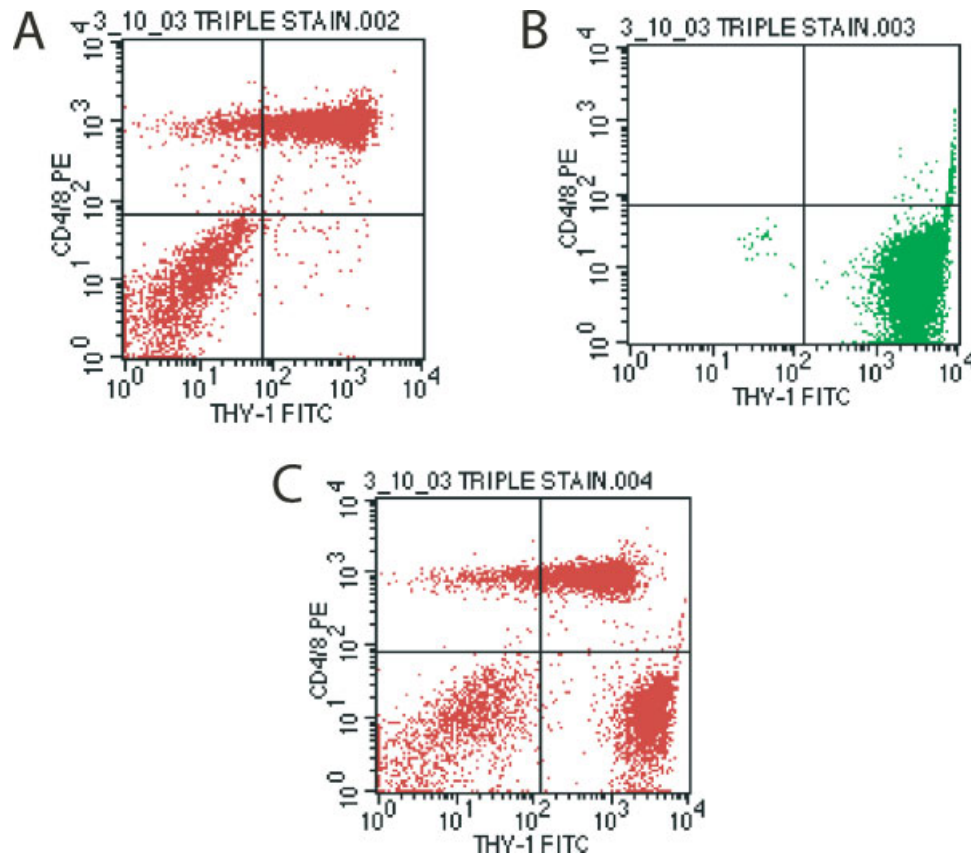 A
3_10_03 TRIPLE STAIN.002
CD4/8 PE
10^4
10^3
10^2
10^1
10^0
10^0 10^1 10^2 10^3 10^4
THY-1 FITC
B
3_10_03 TRIPLE STAIN.003
CD4/8 PE
10^4
10^3
10^2
10^1
10^0
10^0 10^1 10^2 10^3 10^4
THY-1 FITC
C
3_10_03 TRIPLE STAIN.004
CD4/8 PE
10^4
10^3
10^2
10^1
10^0
10^0 10^1 10^2 10^3 10^4
THY-1 FITC